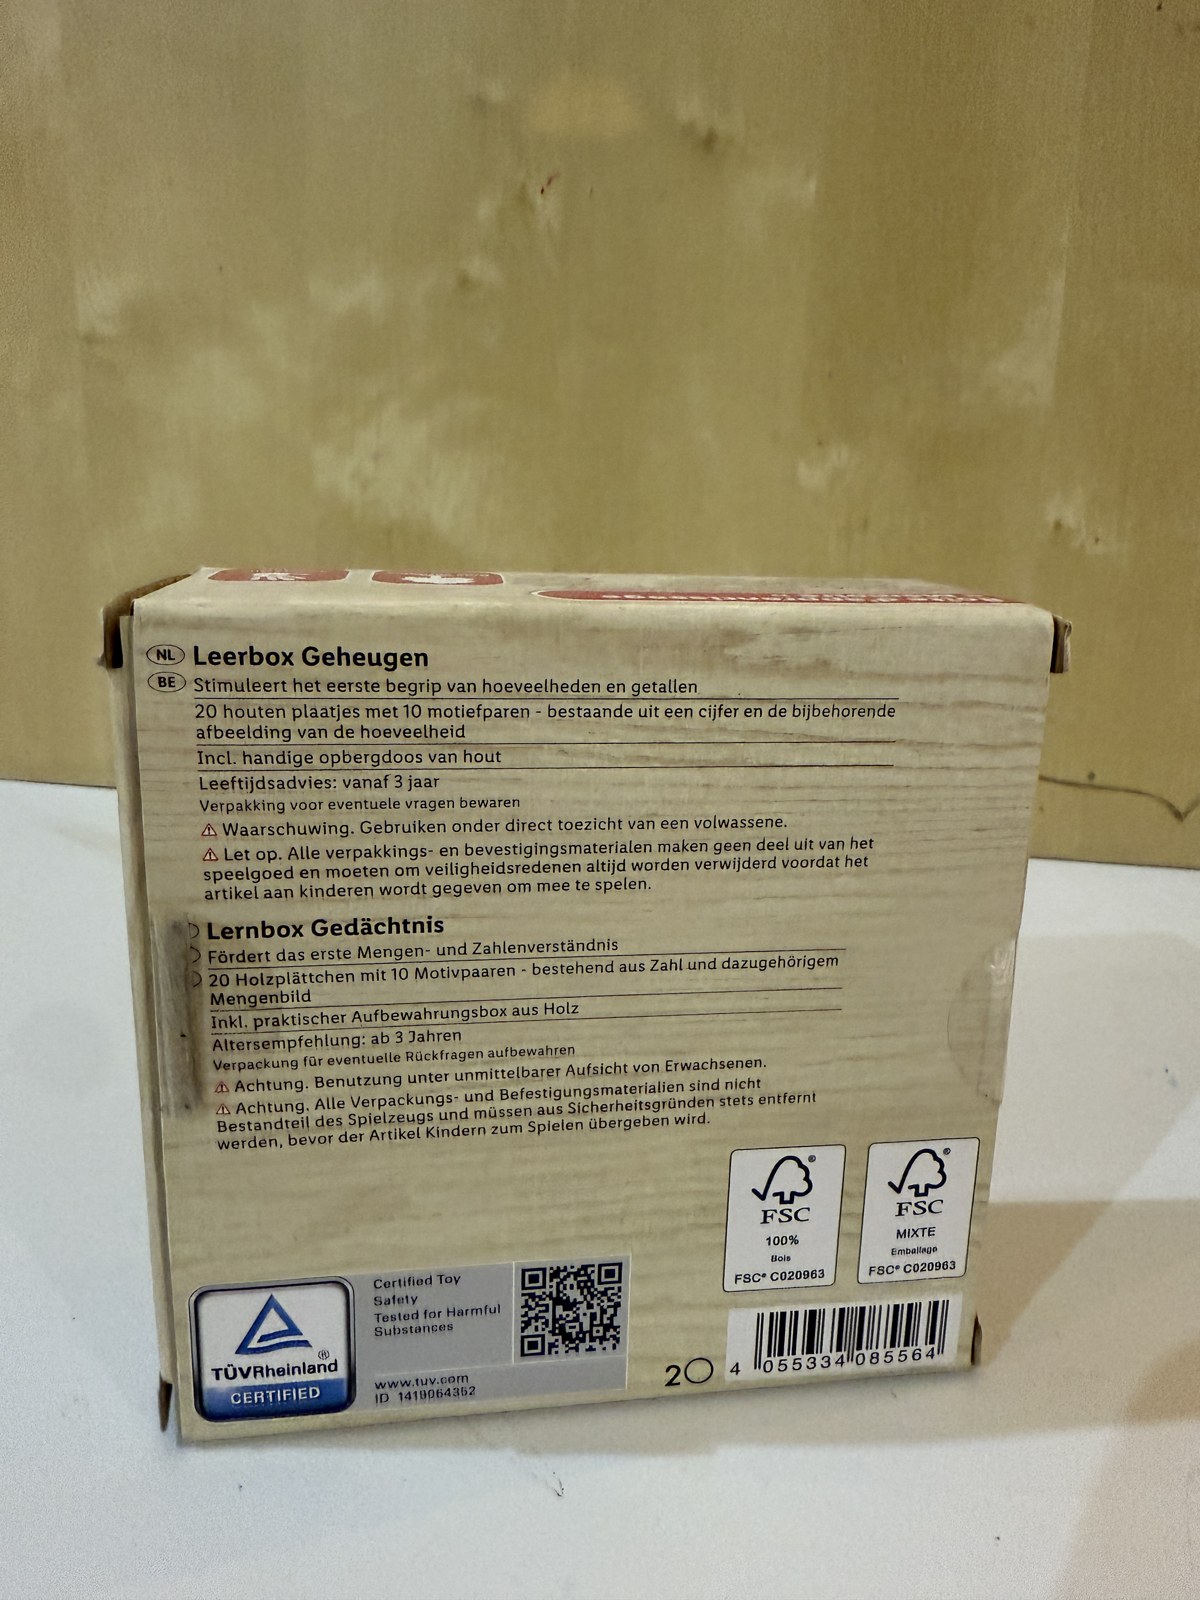 NL Leerbox Geheugen
BE Stimuleert het eerste begrip van hoeveelheden en getallen
20 houten plaatjes met 10 motiefparen - bestaande uit een cijfer en de bijbehorende
afbeelding van de hoeveelheid
Incl. handige opbergdoos van hout
Leeftijdsadvies: vanaf 3 jaar
Verpakking voor eventuele vragen bewaren
Waarschuwing. Gebruiken onder direct toezicht van een volwassene.
Let op. Alle verpakkings- en bevestigingsmaterialen maken geen deel uit van het
speelgoed en moeten om veiligheidsredenen altijd worden verwijderd voordat het
artikel aan kinderen wordt gegeven om mee te spelen.
Lernbox Gedächtnis
Fördert das erste Mengen- und Zahlenverständnis
20 Holzplättchen mit 10 Motivpaaren - bestehend aus Zahl und dazugehörigem
Mengenbild
Inkl. praktischer Aufbewahrungsbox aus Holz
Altersempfehlung: ab 3 Jahren
Verpackung für eventuelle Rückfragen aufbewahren
Achtung. Benutzung unter unmittelbarer Aufsicht von Erwachsenen.
Achtung. Alle Verpackungs- und Befestigungsmaterialien sind nicht
Bestandteil des Spielzeugs und müssen aus Sicherheitsgründen stets entfernt
werden, bevor der Artikel Kindern zum Spielen übergeben wird.
FSC®
100%
Bois
FSC® C020963
FSC®
MIXTE
Emballage
FSC® C020963
TÜVRheinland®
CERTIFIED
Certified Toy
Safety
Tested for Harmful
Substances
www.tuv.com
ID 1419064352
2
4 055334 085564